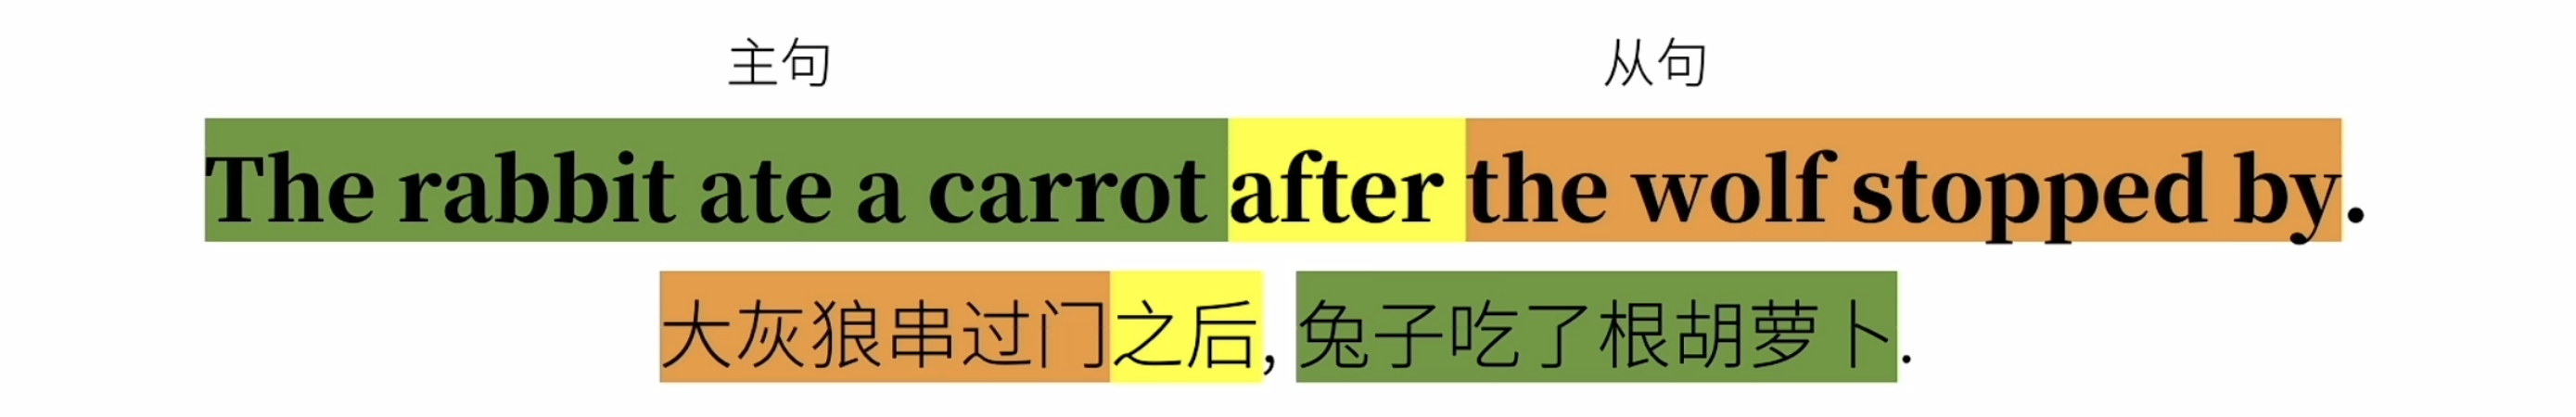 主句 从句
The rabbit ate a carrot after the wolf stopped by.
大灰狼串过门之后, 兔子吃了根胡萝卜.